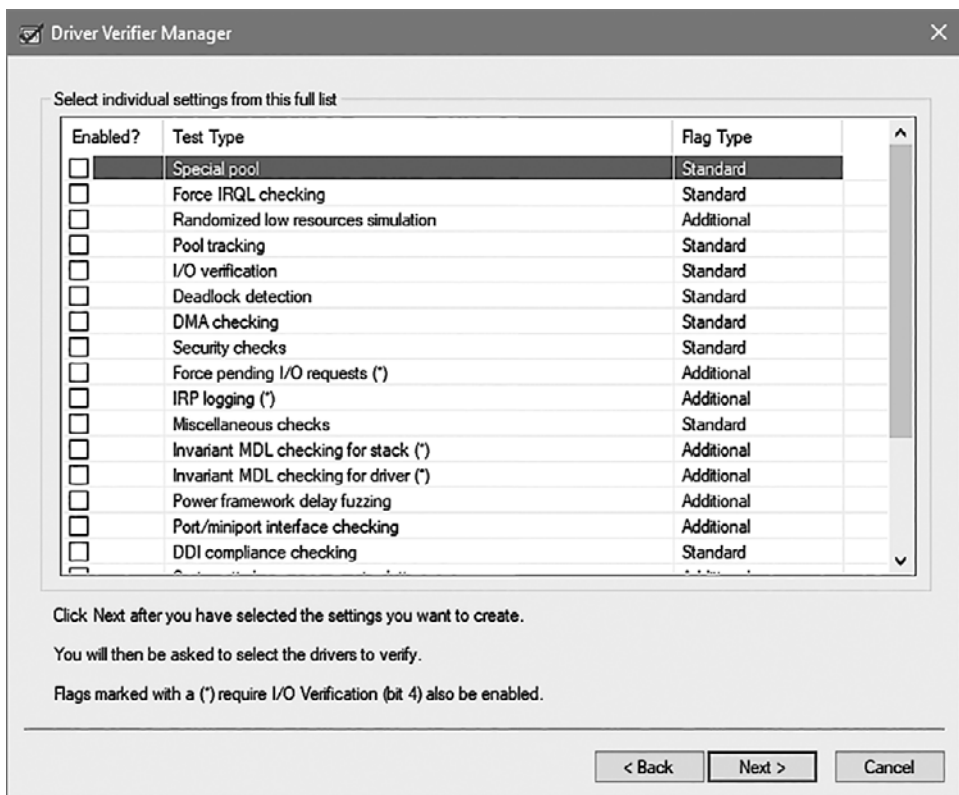 Driver Verifier Manager
Select individual settings from this full list
Enabled? Test Type Flag Type
Special pool Standard
Force IRQL checking Standard
Randomized low resources simulation Additional
Pool tracking Standard
I/O verification Standard
Deadlock detection Standard
DMA checking Standard
Security checks Standard
Force pending I/O requests (*) Additional
IRP logging (*) Additional
Miscellaneous checks Standard
Invariant MDL checking for stack (*) Additional
Invariant MDL checking for driver (*) Additional
Power framework delay fuzzing Additional
Port/miniport interface checking Additional
DDI compliance checking Standard
Click Next after you have selected the settings you want to create.
You will then be asked to select the drivers to verify.
Flags marked with a (*) require I/O Verification (bit 4) also be enabled.
< Back Next > Cancel